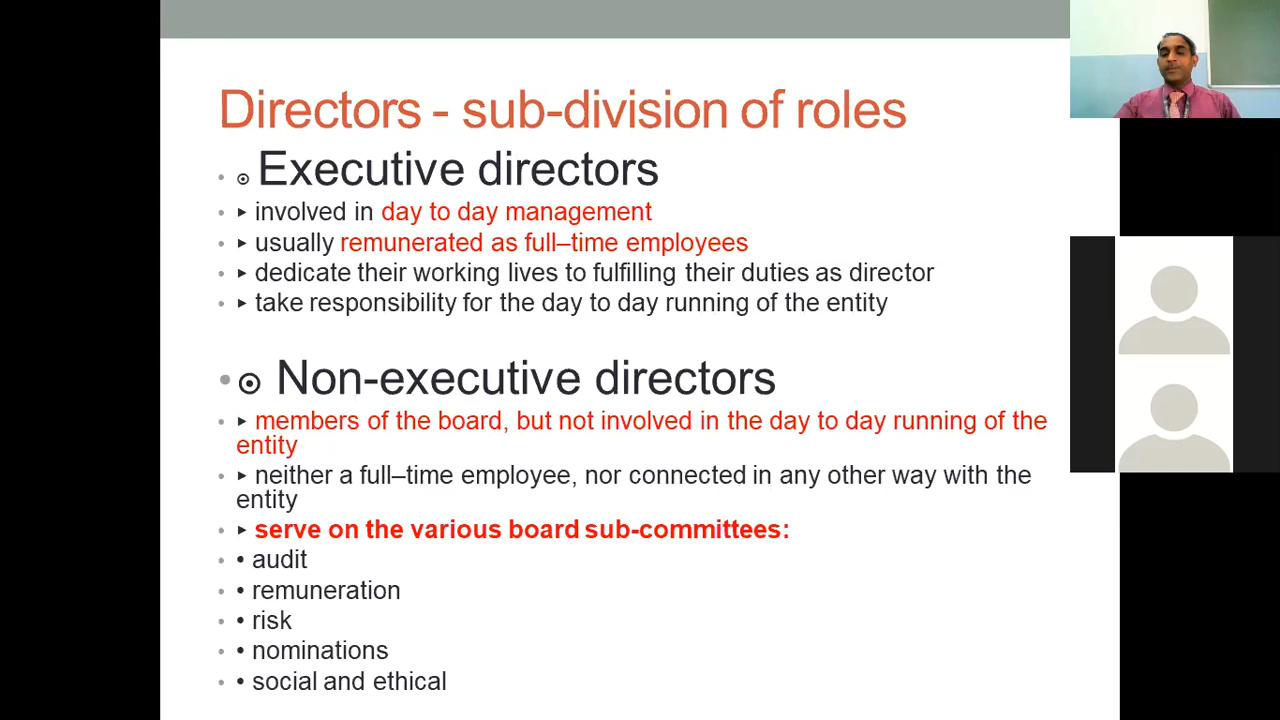 Directors - sub-division of roles
• ⊙ Executive directors
• ▸ involved in day to day management
• ▸ usually remunerated as full–time employees
• ▸ dedicate their working lives to fulfilling their duties as director
• ▸ take responsibility for the day to day running of the entity
• ⊙ Non-executive directors
• ▸ members of the board, but not involved in the day to day running of the
entity
• ▸ neither a full–time employee, nor connected in any other way with the
entity
• ▸ serve on the various board sub-committees:
• • audit
• • remuneration
• • risk
• • nominations
• • social and ethical